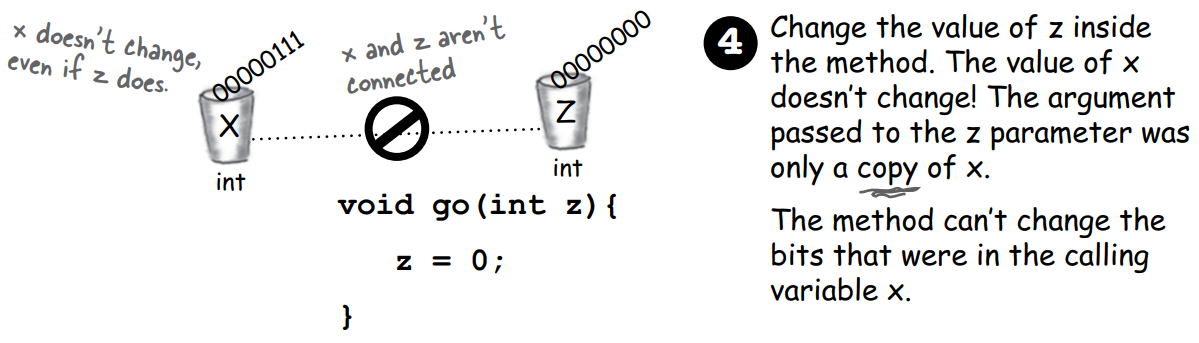 x doesn't change,
even if z does.
00000111
x and z aren't
connected
00000000
X
Z
int
int
void go(int z){
z = 0;
}
4
Change the value of z inside
the method. The value of x
doesn't change! The argument
passed to the z parameter was
only a copy of x.
The method can't change the
bits that were in the calling
variable x.